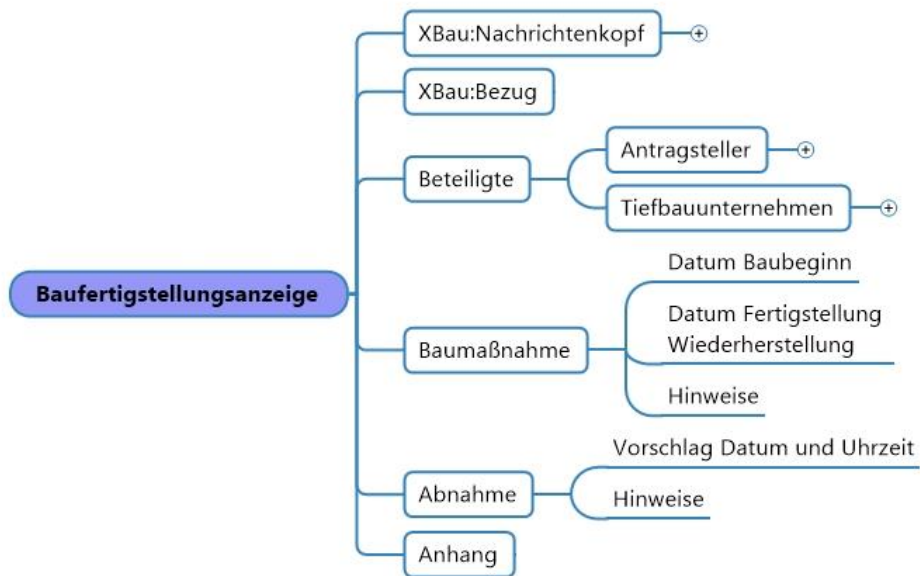 Baufertigstellungsanzeige
XBau:Nachrichtenkopf
XBau:Bezug
Beteiligte
Antragsteller
Tiefbauunternehmen
Baumaßnahme
Datum Baubeginn
Datum Fertigstellung
Wiederherstellung
Hinweise
Abnahme
Vorschlag Datum und Uhrzeit
Hinweise
Anhang